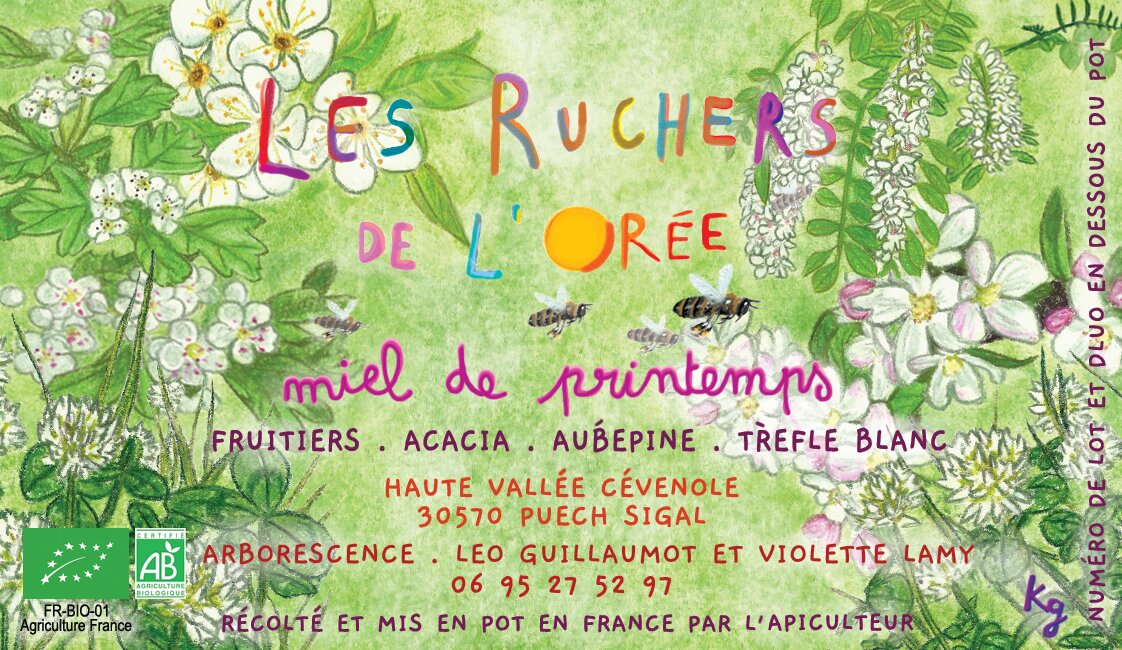 LES RUCHERS
DE L'ORÉE
miel de printemps
FRUITIERS . ACACIA . AUBÉPINE . TRÈFLE BLANC
HAUTE VALLÉE CÉVENOLE
30570 PUECH SIGAL
ARBORESCENCE . LEO GUILLAUMOT ET VIOLETTE LAMY
06 95 27 52 97
RÉCOLTÉ ET MIS EN POT EN FRANCE PAR L'APICULTEUR
CERTIFIÉ
AB
AGRICULTURE
BIOLOGIQUE
FR-BIO-01
Agriculture France
Kg
NUMÉRO DE LOT ET DLUO EN DESSOUS DU POT